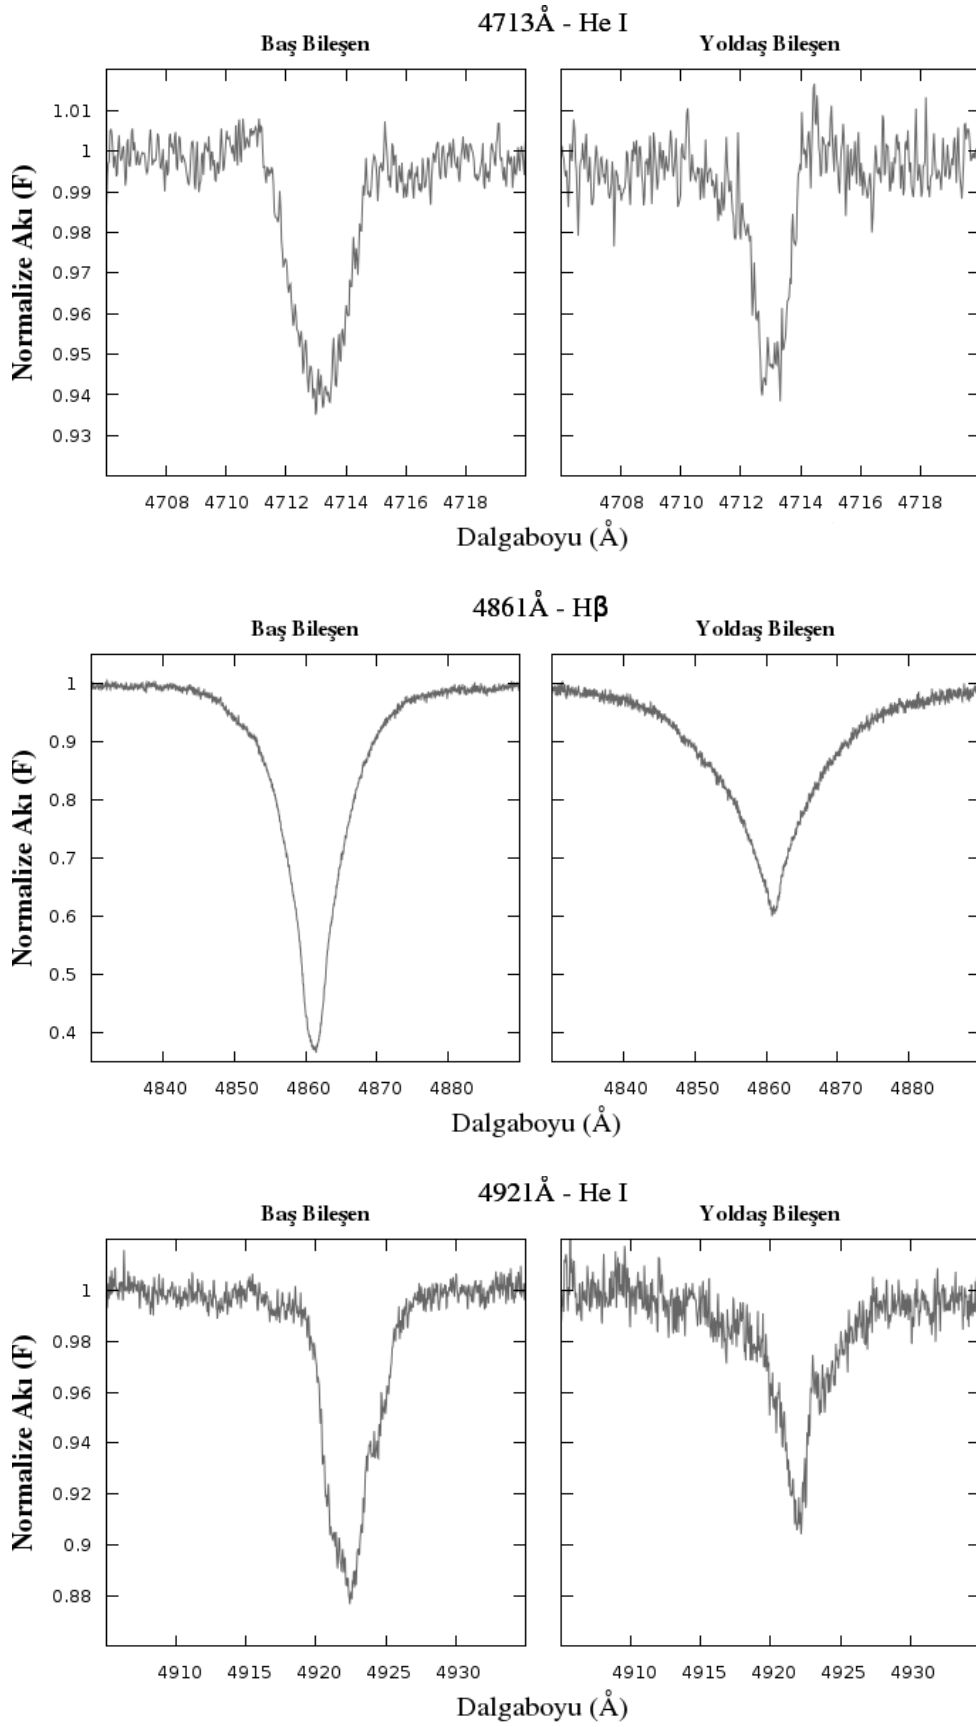 4713Å - He I
Baş Bileşen
Yoldaş Bileşen
Normalize Akı (F)
1.01
1
0.99
0.98
0.97
0.96
0.95
0.94
0.93
4708 4710 4712 4714 4716 4718
4708 4710 4712 4714 4716 4718
Dalgaboyu (Å)
4861Å - Hβ
Baş Bileşen
Yoldaş Bileşen
Normalize Akı (F)
1
0.9
0.8
0.7
0.6
0.5
0.4
4840 4850 4860 4870 4880
4840 4850 4860 4870 4880
Dalgaboyu (Å)
4921Å - He I
Baş Bileşen
Yoldaş Bileşen
Normalize Akı (F)
1
0.98
0.96
0.94
0.92
0.9
0.88
4910 4915 4920 4925 4930
4910 4915 4920 4925 4930
Dalgaboyu (Å)